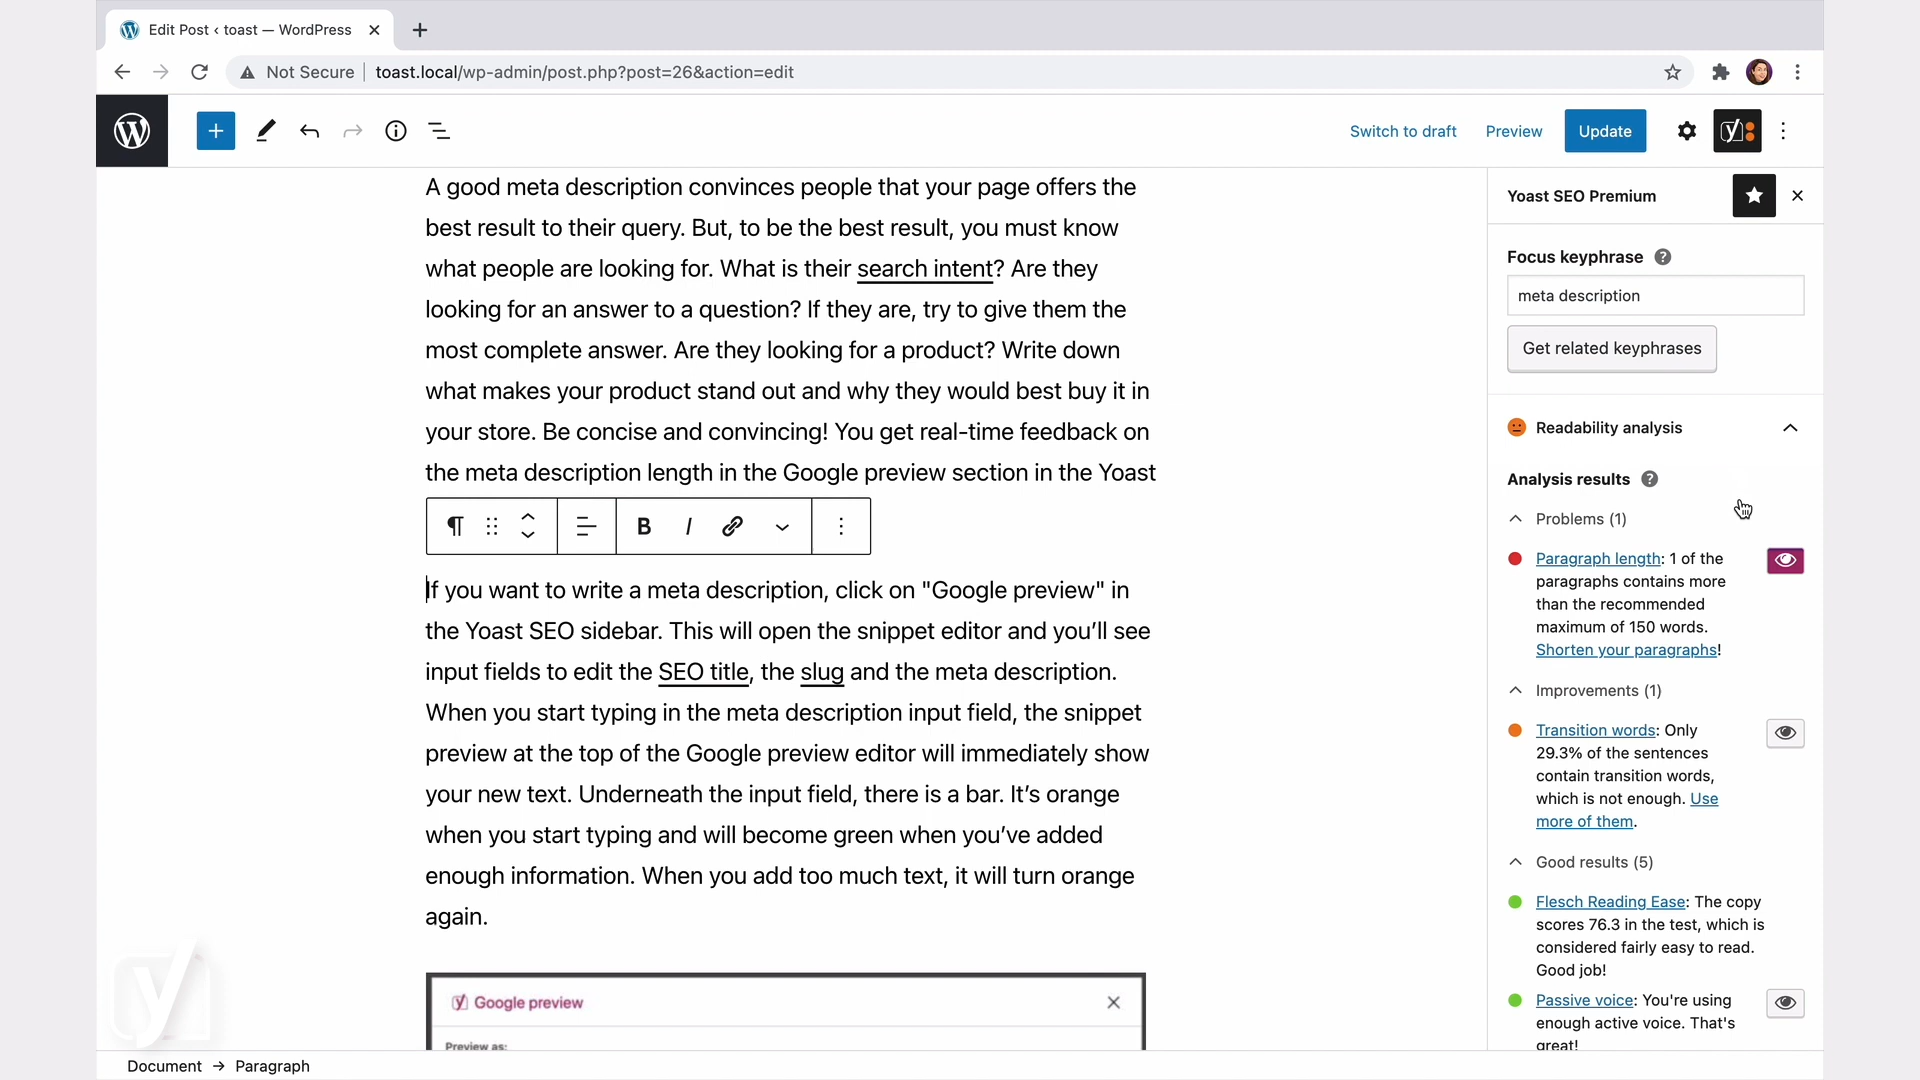 Edit Post ‹ toast — WordPress
Not Secure
toast.local/wp-admin/post.php?post=26&action=edit
Switch to draft
Preview
Update
A good meta description convinces people that your page offers the
best result to their query. But, to be the best result, you must know
what people are looking for. What is their search intent? Are they
looking for an answer to a question? If they are, try to give them the
most complete answer. Are they looking for a product? Write down
what makes your product stand out and why they would best buy it in
your store. Be concise and convincing! You get real-time feedback on
the meta description length in the Google preview section in the Yoast
B I
If you want to write a meta description, click on "Google preview" in
the Yoast SEO sidebar. This will open the snippet editor and you’ll see
input fields to edit the SEO title, the slug and the meta description.
When you start typing in the meta description input field, the snippet
preview at the top of the Google preview editor will immediately show
your new text. Underneath the input field, there is a bar. It’s orange
when you start typing and will become green when you’ve added
enough information. When you add too much text, it will turn orange
again.
Google preview
Preview as:
Yoast SEO Premium
Focus keyphrase
meta description
Get related keyphrases
Readability analysis
Analysis results
Problems (1)
Paragraph length: 1 of the
paragraphs contains more
than the recommended
maximum of 150 words.
Shorten your paragraphs!
Improvements (1)
Transition words: Only
29.3% of the sentences
contain transition words,
which is not enough. Use
more of them.
Good results (5)
Flesch Reading Ease: The copy
scores 76.3 in the test, which is
considered fairly easy to read.
Good job!
Passive voice: You're using
enough active voice. That's
great!
Document → Paragraph